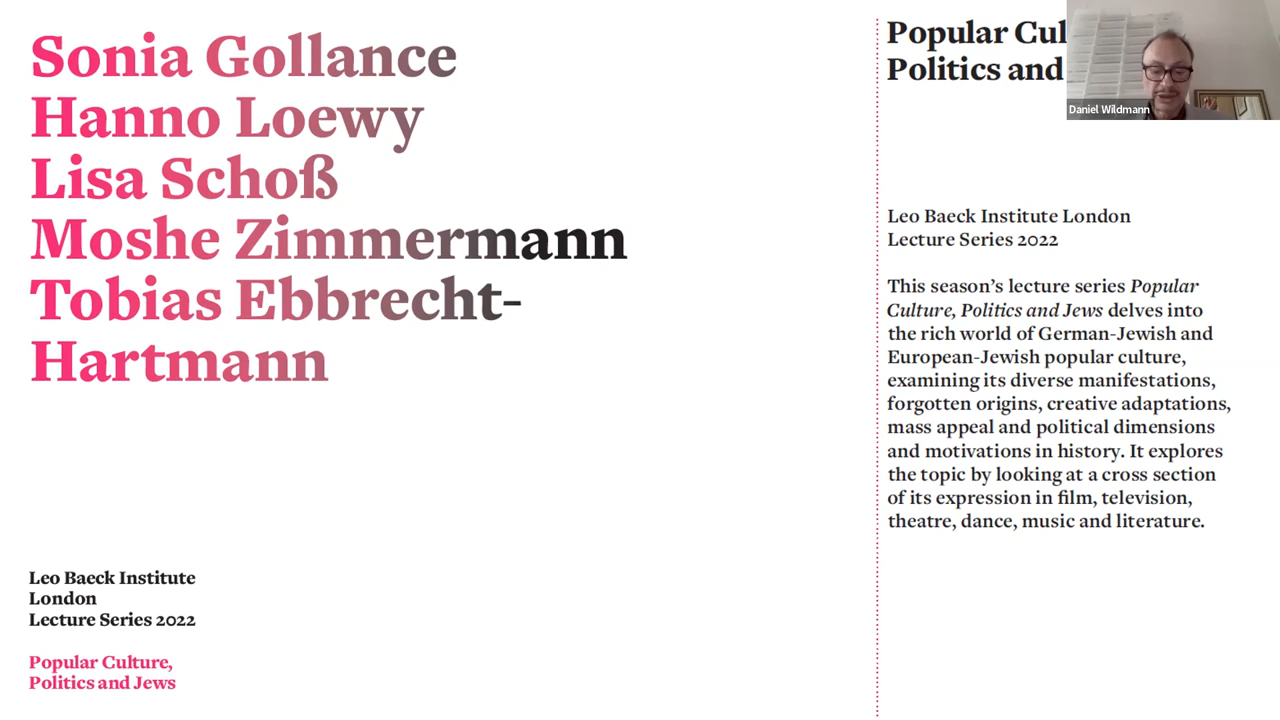 Sonia Gollance
Hanno Loewy
Lisa Schoß
Moshe Zimmermann
Tobias Ebbrecht-
Hartmann
Leo Baeck Institute
London
Lecture Series 2022
Popular Culture,
Politics and Jews
Popular Cul
Politics and
Daniel Wildmann
Leo Baeck Institute London
Lecture Series 2022
This season's lecture series Popular
Culture, Politics and Jews delves into
the rich world of German-Jewish and
European-Jewish popular culture,
examining its diverse manifestations,
forgotten origins, creative adaptations,
mass appeal and political dimensions
and motivations in history. It explores
the topic by looking at a cross section
of its expression in film, television,
theatre, dance, music and literature.